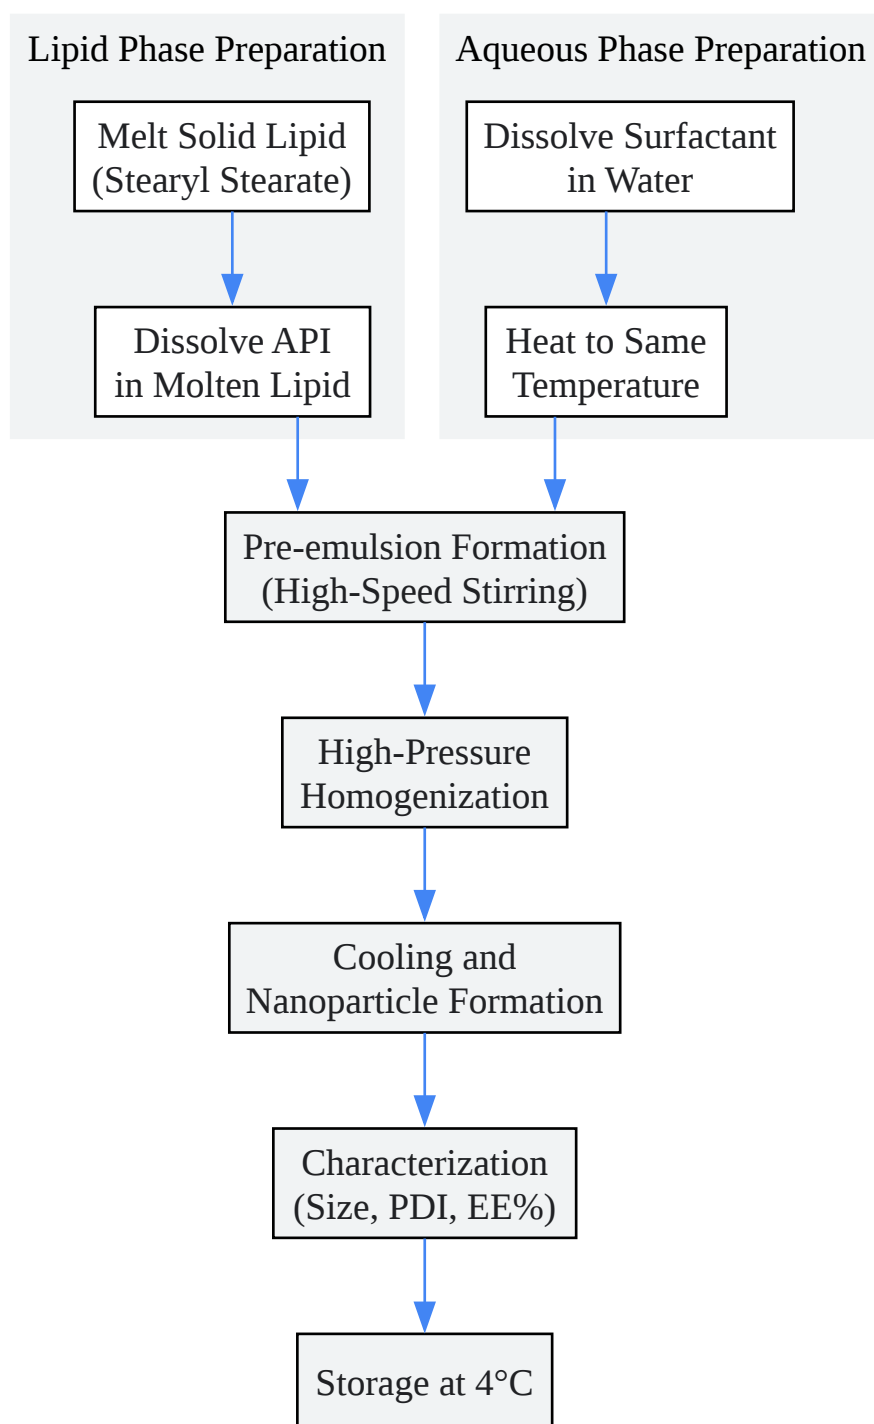 Lipid Phase Preparation
Melt Solid Lipid
(Stearyl Stearate)
Dissolve API
in Molten Lipid
Aqueous Phase Preparation
Dissolve Surfactant
in Water
Heat to Same
Temperature
Pre-emulsion Formation
(High-Speed Stirring)
High-Pressure
Homogenization
Cooling and
Nanoparticle Formation
Characterization
(Size, PDI, EE%)
Storage at 4°C